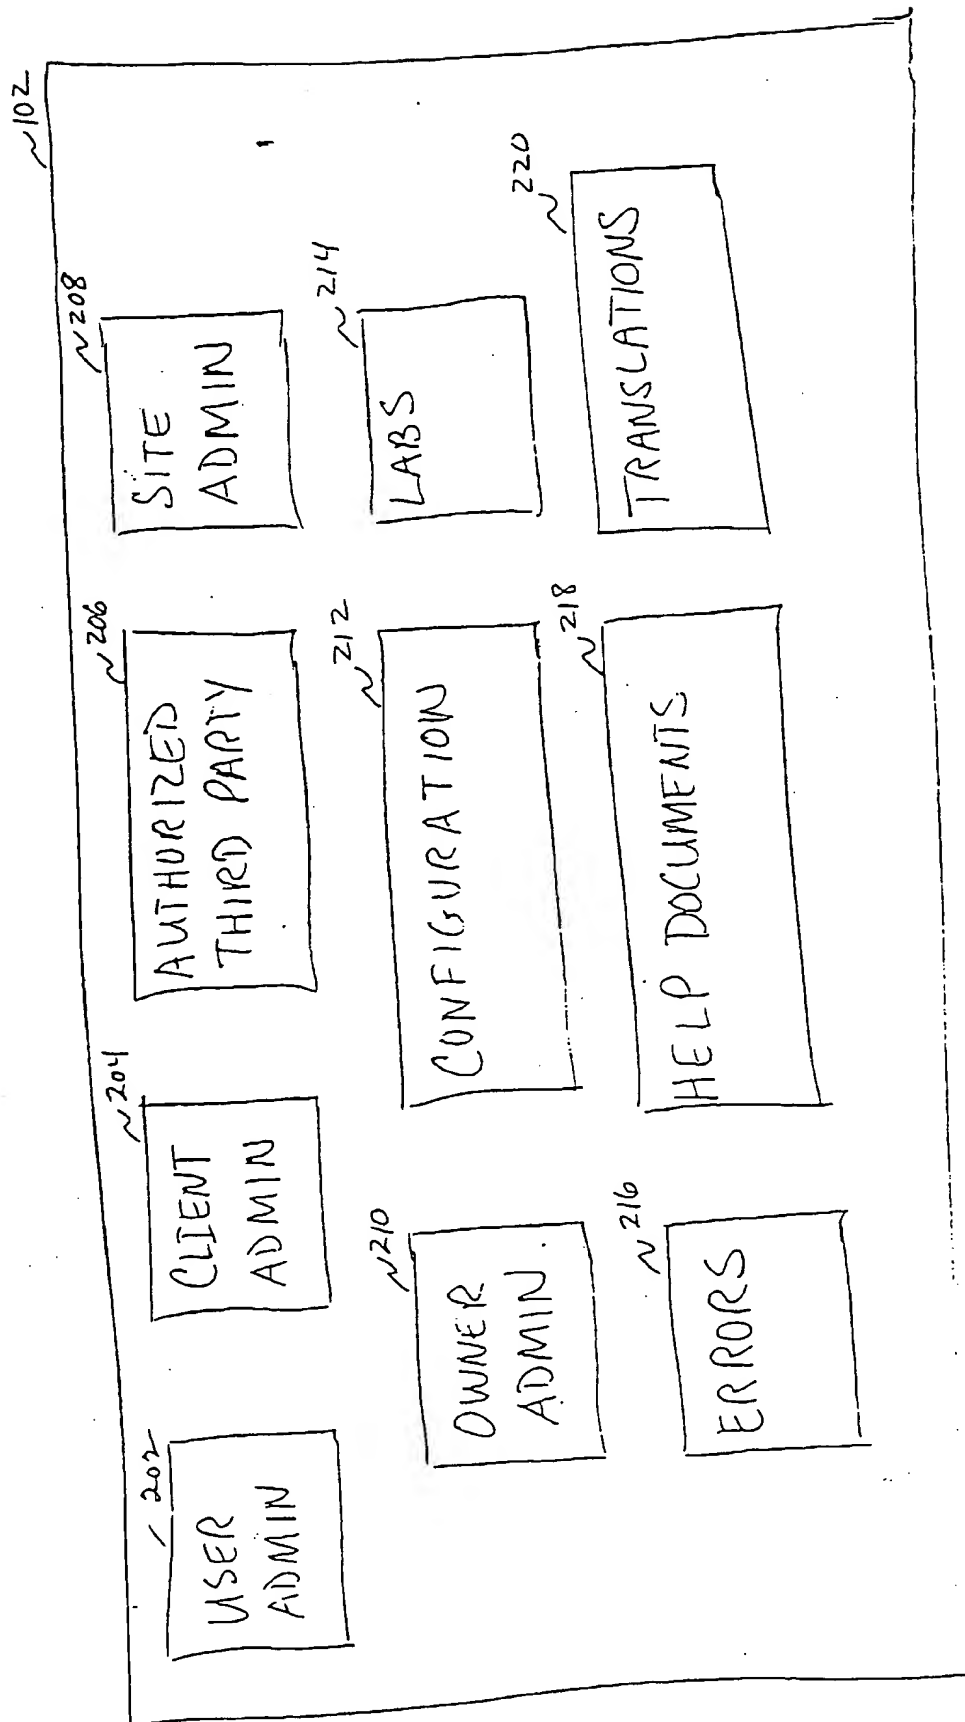 102
202
USER
ADMIN
204
CLIENT
ADMIN
206
AUTHORIZED
THIRD PARTY
208
SITE
ADMIN
210
OWNER
ADMIN
212
CONFIGURATION
214
LABS
216
ERRORS
218
HELP DOCUMENTS
220
TRANSLATIONS